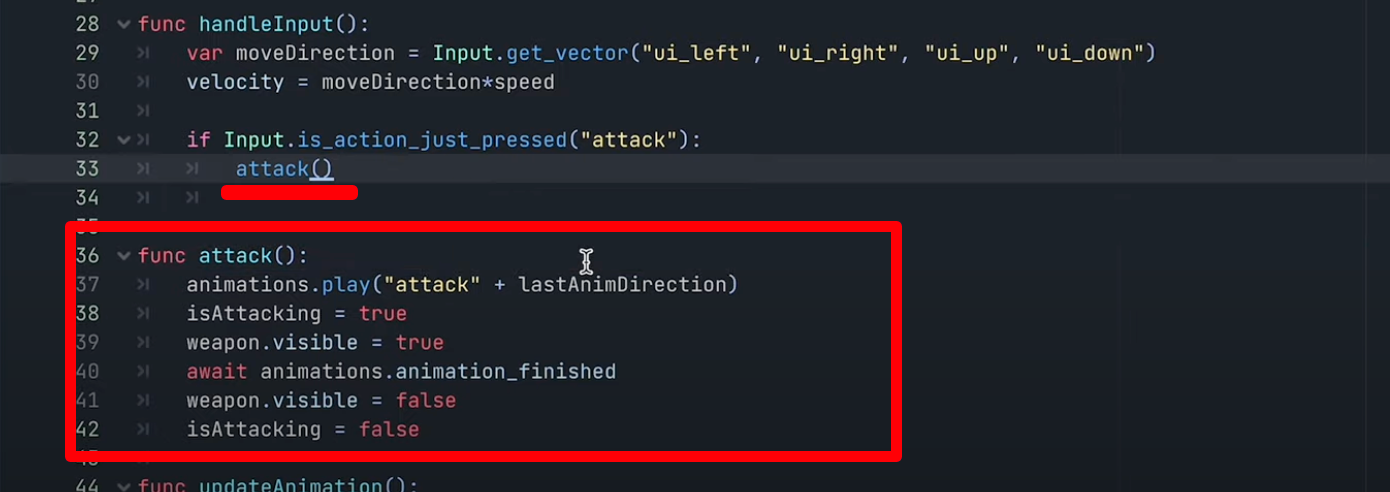 28 func handleInput():
29 var moveDirection = Input.get_vector("ui_left", "ui_right", "ui_up", "ui_down")
30 velocity = moveDirection*speed
31
32 if Input.is_action_just_pressed("attack"):
33 attack()
34
36 func attack():
37 animations.play("attack" + lastAnimDirection)
38 isAttacking = true
39 weapon.visible = true
40 await animations.animation_finished
41 weapon.visible = false
42 isAttacking = false
44 func updateAnimation():